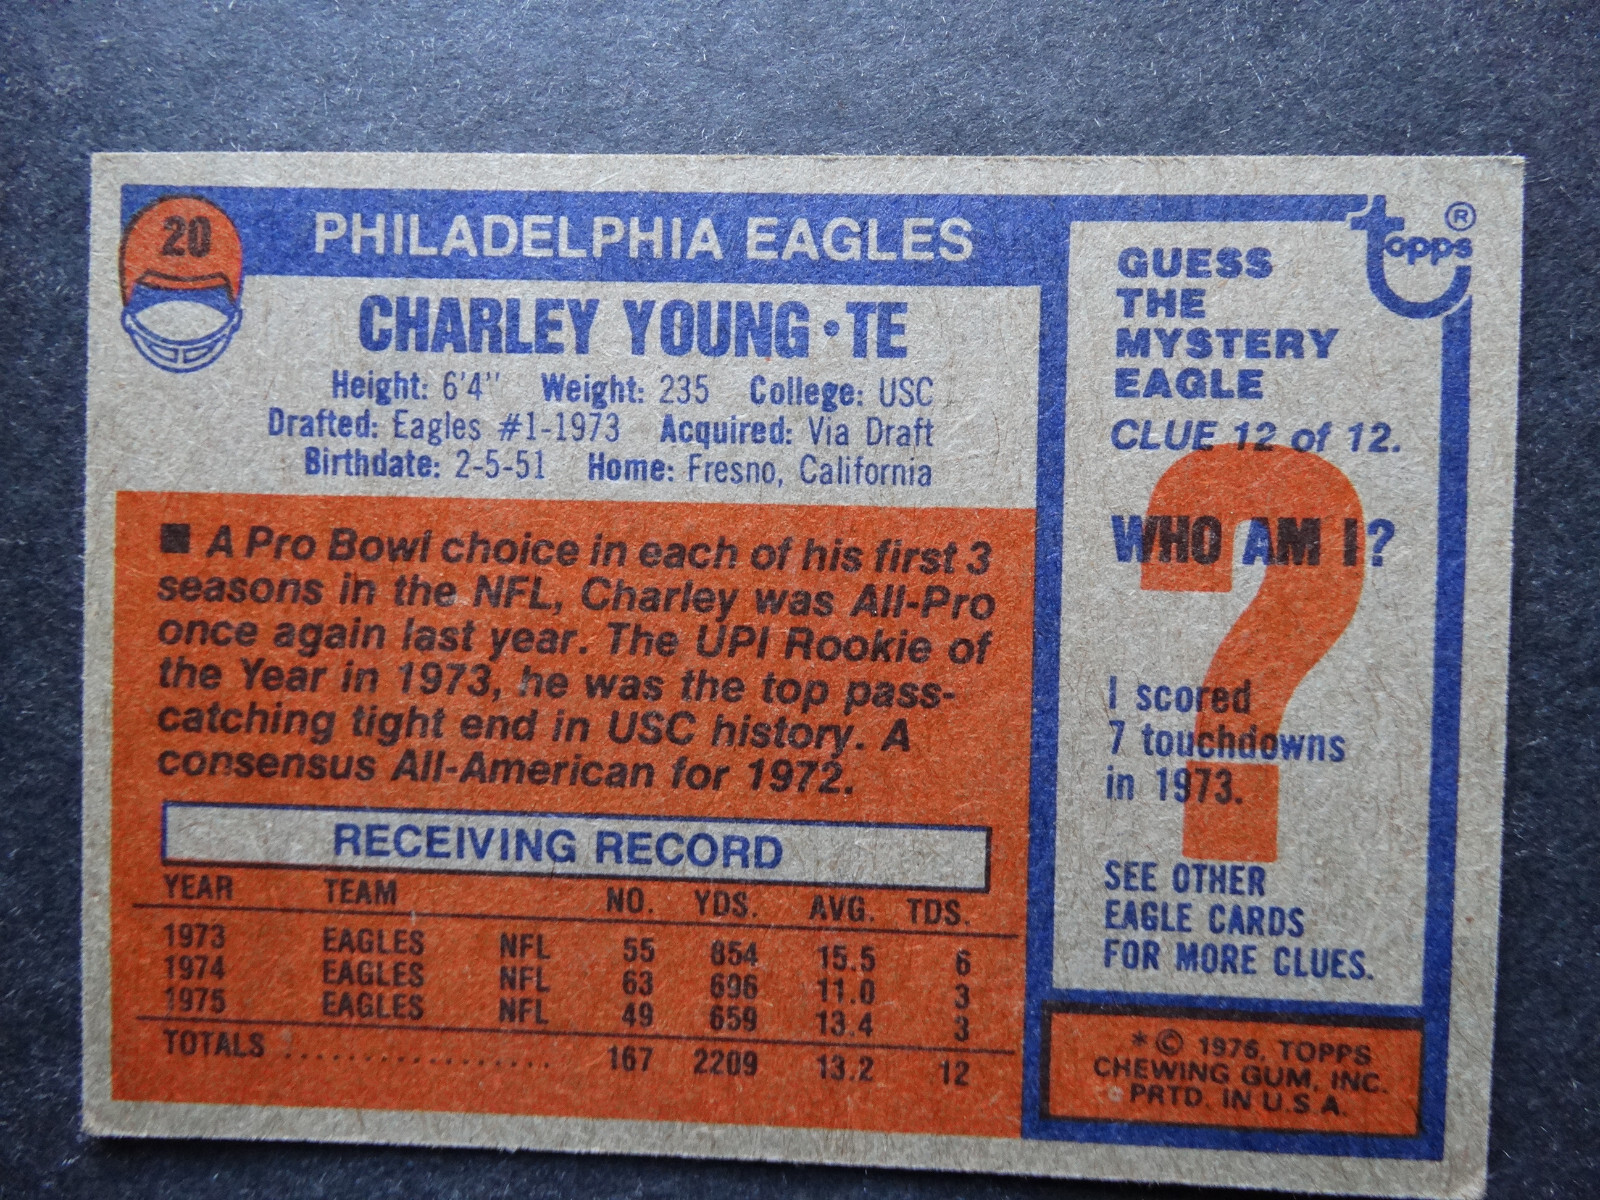 20
PHILADELPHIA EAGLES
CHARLEY YOUNG • TE
Height: 6'4" Weight: 235 College: USC
Drafted: Eagles #1-1973 Acquired: Via Draft
Birthdate: 2-5-51 Home: Fresno, California
■ A Pro Bowl choice in each of his first 3
seasons in the NFL, Charley was All-Pro
once again last year. The UPI Rookie of
the Year in 1973, he was the top pass-
catching tight end in USC history. A
consensus All-American for 1972.
RECEIVING RECORD
YEAR TEAM NO. YDS. AVG. TDS.
1973 EAGLES NFL 55 854 15.5 6
1974 EAGLES NFL 63 696 11.0 3
1975 EAGLES NFL 49 659 13.4 3
TOTALS .................. 167 2209 13.2 12
topps ®
GUESS
THE
MYSTERY
EAGLE
CLUE 12 of 12.
?
WHO AM I?
I scored
7 touchdowns
in 1973.
SEE OTHER
EAGLE CARDS
FOR MORE CLUES.
* © 1976, TOPPS
CHEWING GUM, INC.
PRTD. IN U.S.A.